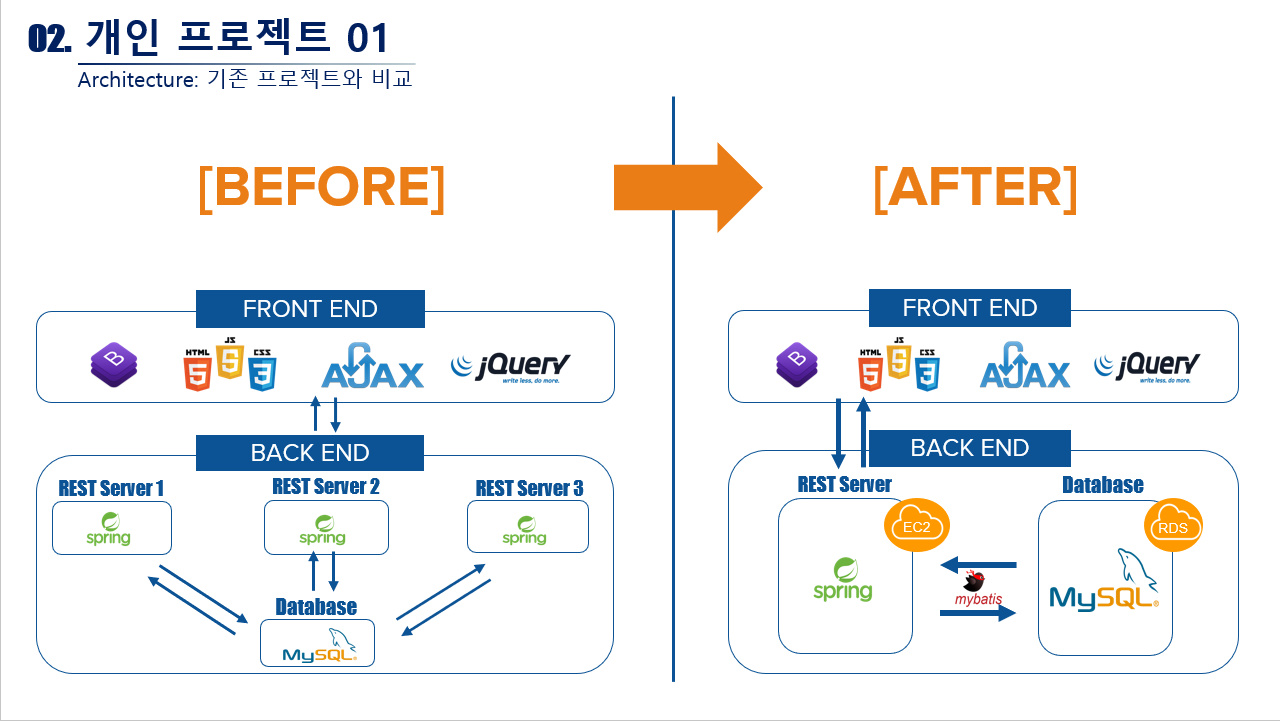 02. 개인 프로젝트 01
Architecture: 기존 프로젝트와 비교
[BEFORE]
FRONT END
B
HTML
5
JS
5
CSS
3
AJAX
jQuery
write less, do more.
BACK END
REST Server 1
spring
REST Server 2
spring
REST Server 3
spring
Database
MySQL®
[AFTER]
FRONT END
B
HTML
5
JS
5
CSS
3
AJAX
jQuery
write less, do more.
BACK END
REST Server
EC2
spring
mybatis
Database
RDS
MySQL®